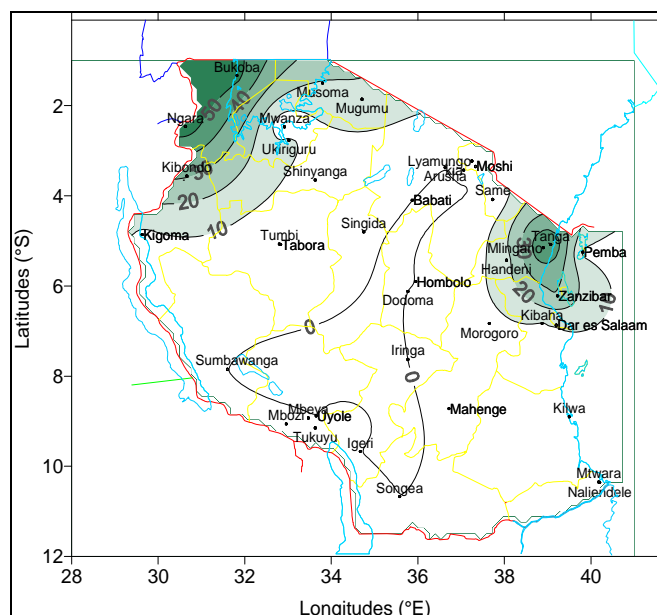 Bukoba
50
40
2
Musoma
Mugumu
Ngara
Mwanza
Ukiriguru
Lyamungo
Moshi
KIA
Kibondo
30
Shinyanga
Arusha
4
20
Same
Babati
10
Kigoma
Singida
Tumbi
Tabora
30
Tanga
Mlingano
Pemba
Handeni
6
Hombolo
Dodoma
20
Zanzibar
10
0
Kibaha
Dar es Salaam
Morogoro
Iringa
Sumbawanga
0
8
Mbeya
Mbozi
Uyole
Mahenge
Kilwa
Tukuyu
Igeri
10
Songea
Mtwara
Naliendele
12
28
30
32
34
36
38
40
Latitudes (°S)
Longitudes (°E)